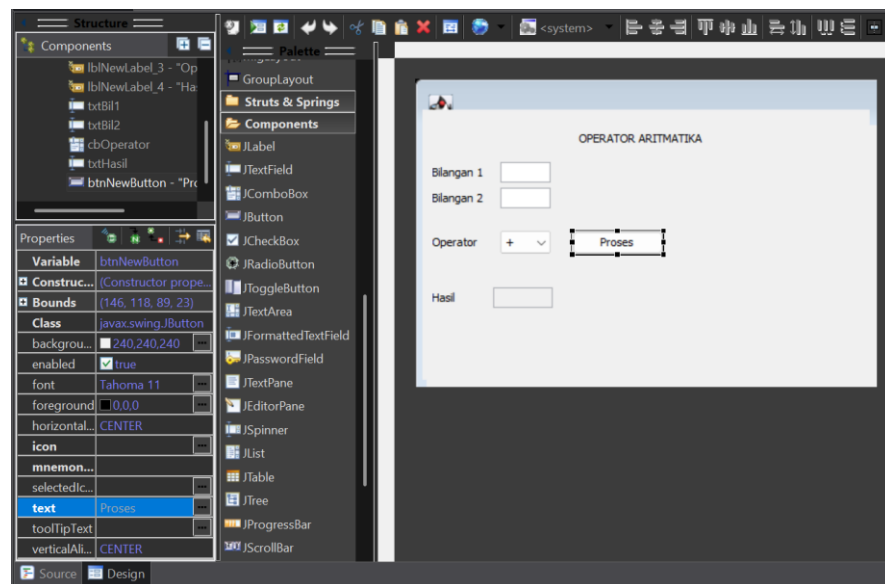 Structure
Components
lblNewLabel_3 - "Op
lblNewLabel_4 - "Ha
txtBil1
txtBil2
cbOperator
txtHasil
btnNewButton - "Pro
Properties
Variable btnNewButton
Construc... (Constructor prope...
Bounds (146, 118, 89, 23)
Class javax.swing.JButton
backgrou... 240,240,240
enabled true
font Tahoma 11
foreground 0,0,0
horizontal... CENTER
icon
mnemon...
selectedIc...
text Proses
toolTipText
verticalAli... CENTER
Source Design
<system>
Palette
GroupLayout
Struts & Springs
Components
JLabel
JTextField
JComboBox
JButton
JCheckBox
JRadioButton
JToggleButton
JTextArea
JFormattedTextField
JPasswordField
JTextPane
JEditorPane
JSpinner
JList
JTable
JTree
JProgressBar
JScrollBar
OPERATOR ARITMATIKA
Bilangan 1
Bilangan 2
Operator + Proses
Hasil